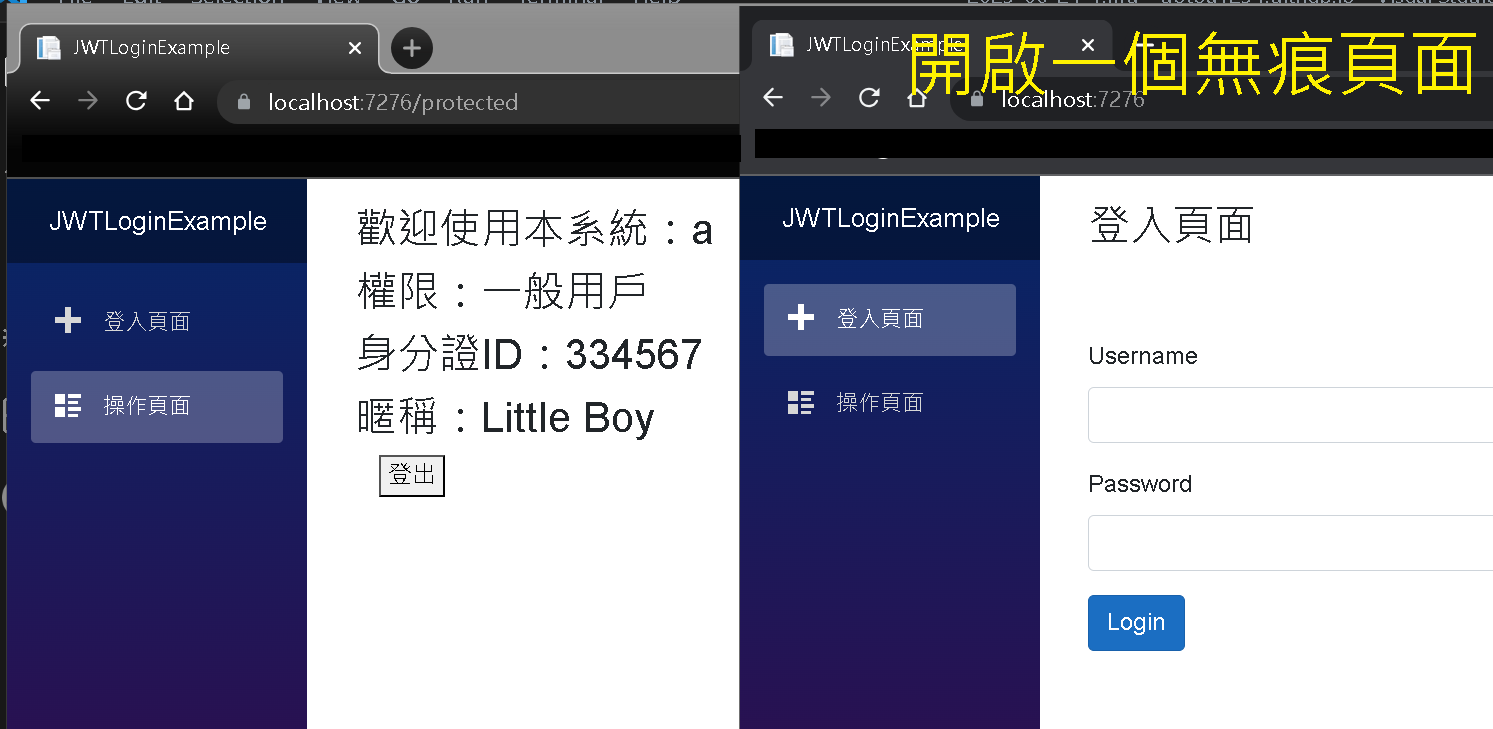 JWTLoginExample
localhost:7276/protected
JWTLoginExample
登入頁面
操作頁面
歡迎使用本系統：a
權限：一般用戶
身分證ID：334567
暱稱：Little Boy
登出
JWTLoginExample
開啟一個無痕頁面
localhost:7276
JWTLoginExample
登入頁面
操作頁面
登入頁面
Username
Password
Login